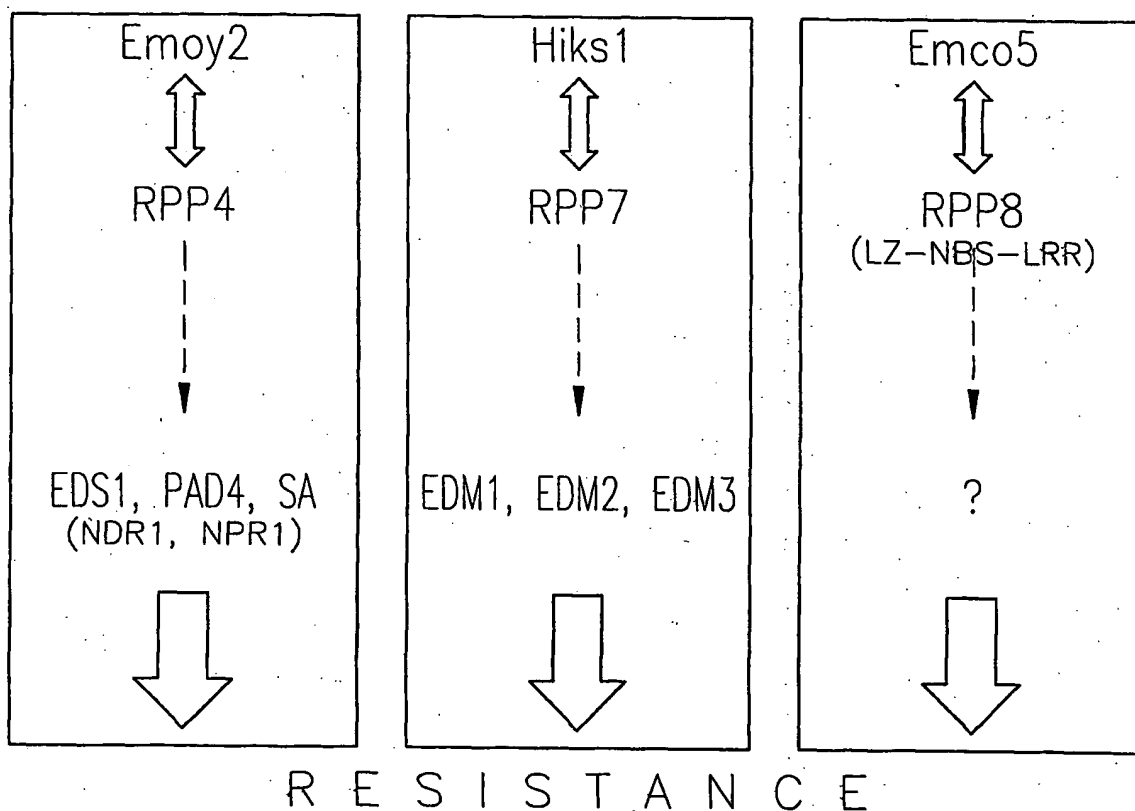 Emoy2
RPP4
EDS1, PAD4, SA
(NDR1, NPR1)
Hiks1
RPP7
EDM1, EDM2, EDM3
Emco5
RPP8
(LZ-NBS-LRR)
?
RESISTANCE